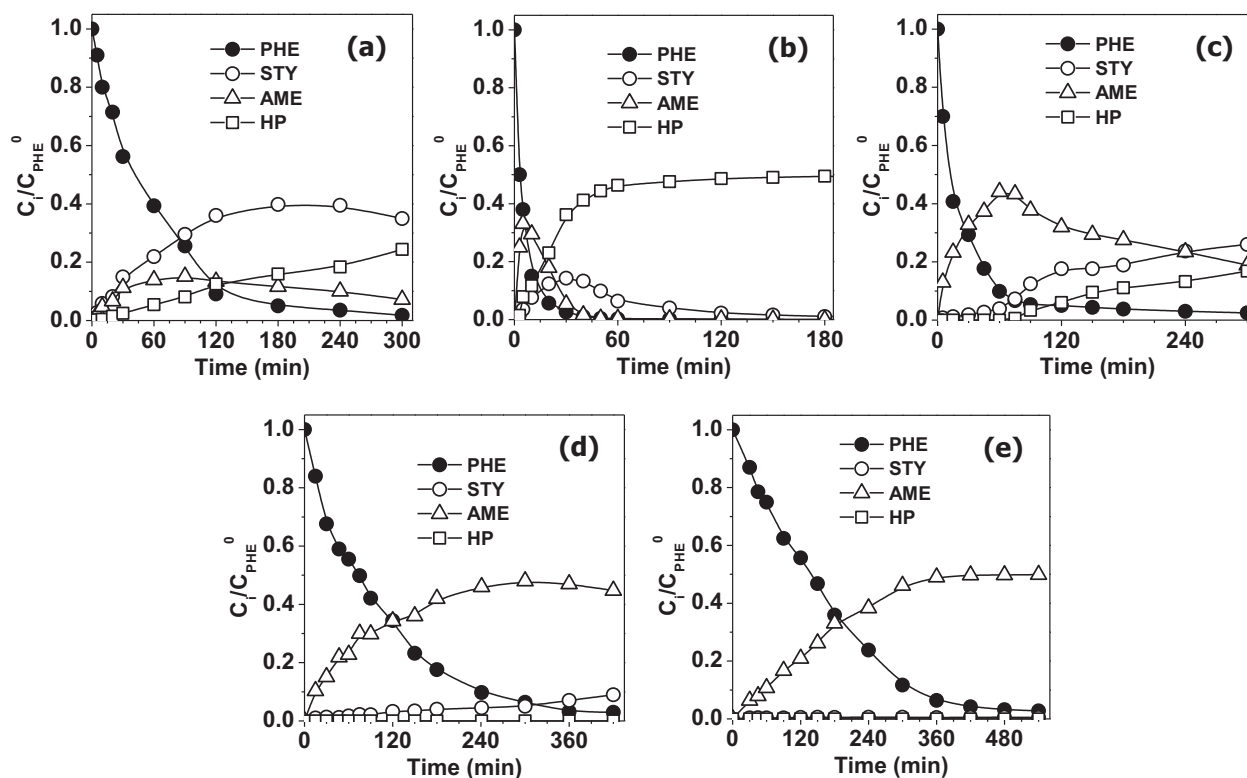 (a)
PHE
STY
AME
HP
1.0
0.8
0.6
0.4
0.2
0.0
0 60 120 180 240 300
Time (min)
C_i/C_PHE^0
(b)
PHE
STY
AME
HP
1.0
0.8
0.6
0.4
0.2
0.0
0 60 120 180
Time (min)
C_i/C_PHE^0
(c)
PHE
STY
AME
HP
1.0
0.8
0.6
0.4
0.2
0.0
0 120 240
Time (min)
C_i/C_PHE^0
(d)
PHE
STY
AME
HP
1.0
0.8
0.6
0.4
0.2
0.0
0 120 240 360
Time (min)
C_i/C_PHE^0
(e)
PHE
STY
AME
HP
1.0
0.8
0.6
0.4
0.2
0.0
0 120 240 360 480
Time (min)
C_i/C_PHE^0